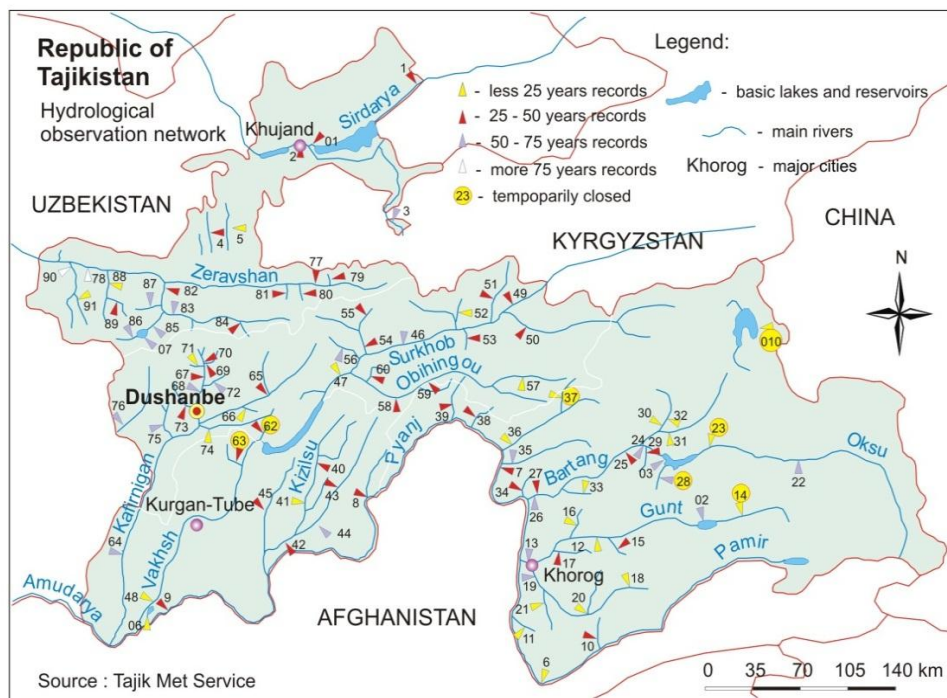 Republic of
Tajikistan
Hydrological
observation network
Legend:
- less 25 years records
- 25 - 50 years records
- 50 - 75 years records
- more 75 years records
23 - tempoparily closed
- basic lakes and reservoirs
- main rivers
Khorog - major cities
1
Khujand
01
Sirdarya
2
3
UZBEKISTAN
KYRGYZSTAN
CHINA
N
4
5
90
78
88
87
82
Zeravshan
77
79
81
80
91
89
83
86
85
84
07
55
54
46
51
49
52
53
50
010
71
70
69
67
68
72
65
56
47
Surkhob
Obihingou
60
58
59
57
37
Dushanbe
76
75
73
66
74
63
62
39
38
36
35
7
30
32
31
23
24
29
25
03
28
22
Oksu
Kafirnigan
Kizilsu
Pyanj
40
41
43
45
8
44
42
34
27
Bartang
33
26
02
14
Gunt
Kurgan-Tube
Vakhsh
64
48
9
06
Amudarya
13
16
12
17
15
Khorog
19
18
20
21
11
10
6
Pamir
AFGHANISTAN
Source : Tajik Met Service
0 35 70 105 140 km